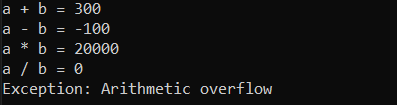 a + b = 300
a - b = -100
a * b = 20000
a / b = 0
Exception: Arithmetic overflow